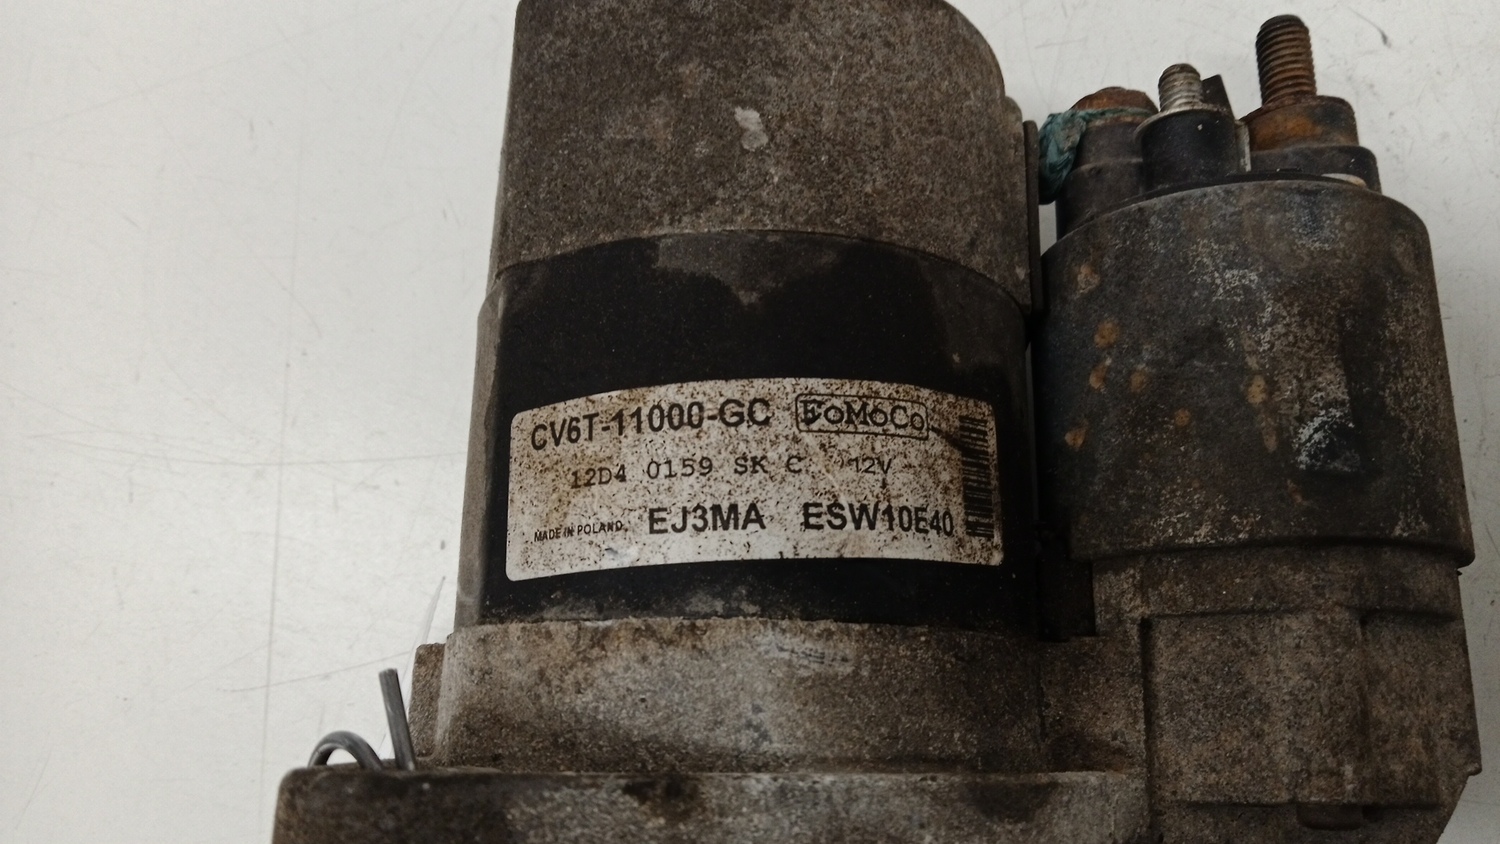 CV6T-11000-GC FoMoCo
12D4 0159 SK C 12V
MADE IN POLAND EJ3MA ESW10E40